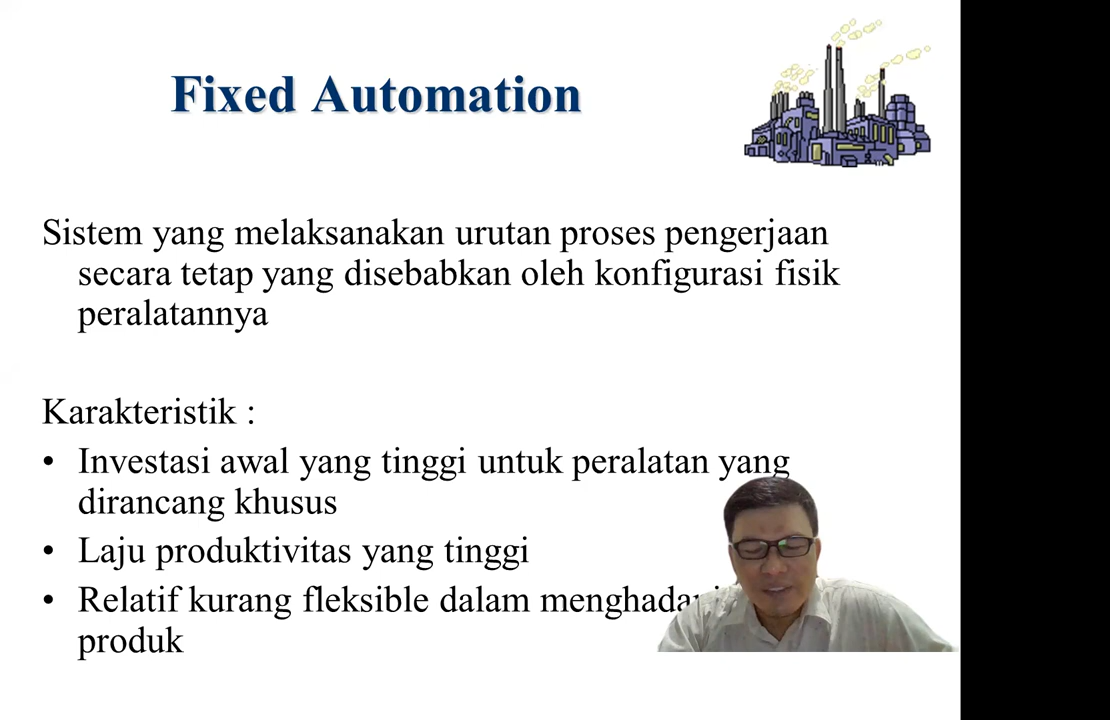 Fixed Automation
Sistem yang melaksanakan urutan proses pengerjaan
secara tetap yang disebabkan oleh konfigurasi fisik
peralatannya
Karakteristik :
• Investasi awal yang tinggi untuk peralatan yang
dirancang khusus
• Laju produktivitas yang tinggi
• Relatif kurang fleksible dalam
produk